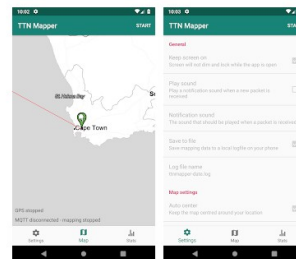 10:02
TTN Mapper
START
St. Helena Bay
Cape Town
GPS stopped
MQTT disconnected - mapping stopped
Settings
Map
Stats
10:03
TTN Mapper
START
General
Keep screen on
Screen will not dim and lock while the app is open
Play sound
Play a notification sound when a new packet is
received
Notification sound
The sound that should be played when a packet is received
Save to file
Save mapping data to a local logfile on your phone
Log file name
Map settings
Auto center
Keep the map centred around your location
Settings
Map
Stats